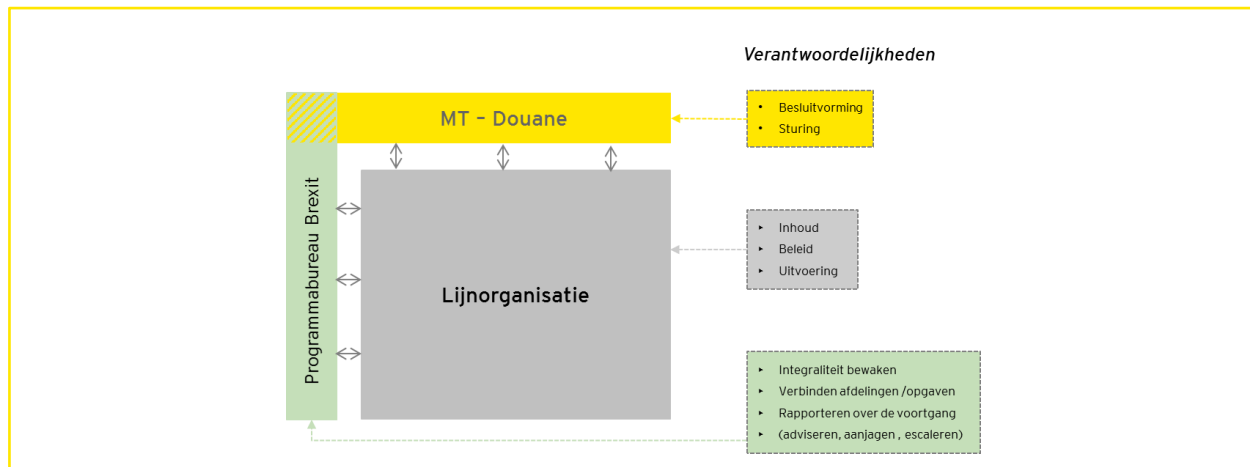 Verantwoordelijkheden
MT – Douane
• Besluitvorming
• Sturing
Programmabureau Brexit
Lijnorganisatie
▸ Inhoud
▸ Beleid
▸ Uitvoering
▸ Integraliteit bewaken
▸ Verbinden afdelingen /opgaven
▸ Rapporteren over de voortgang
▸ (adviseren, aanjagen , escaleren)